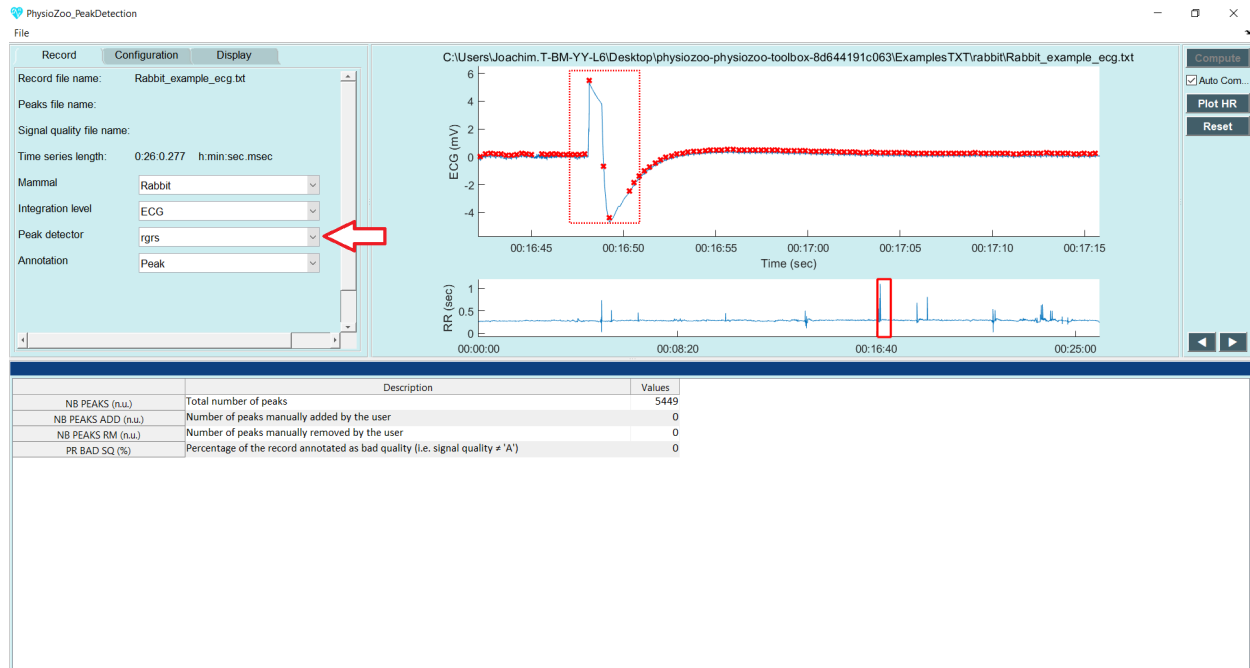 PhysioZoo_PeakDetection
File
Record Configuration Display
Record file name: Rabbit_example_ecg.txt
Peaks file name:
Signal quality file name:
Time series length: 0:26:0.277 h:min:sec.msec
Mammal Rabbit
Integration level ECG
Peak detector rgrs
Annotation Peak
C:\Users\Joachim.T-BM-YY-L6\Desktop\physiozoo-physiozoo-toolbox-8d644191c063\ExamplesTXT\rabbit\Rabbit_example_ecg.txt
6
4
2
0
-2
-4
ECG (mV)
00:16:45 00:16:50 00:16:55 00:17:00 00:17:05 00:17:10 00:17:15
Time (sec)
1
0.5
0
RR (sec)
00:00:00 00:08:20 00:16:40 00:25:00
Compute
Auto Com...
Plot HR
Reset
Description Values
NB PEAKS (n.u.) Total number of peaks 5449
NB PEAKS ADD (n.u.) Number of peaks manually added by the user 0
NB PEAKS RM (n.u.) Number of peaks manually removed by the user 0
PR BAD SQ (%) Percentage of the record annotated as bad quality (i.e. signal quality ≠ 'A') 0